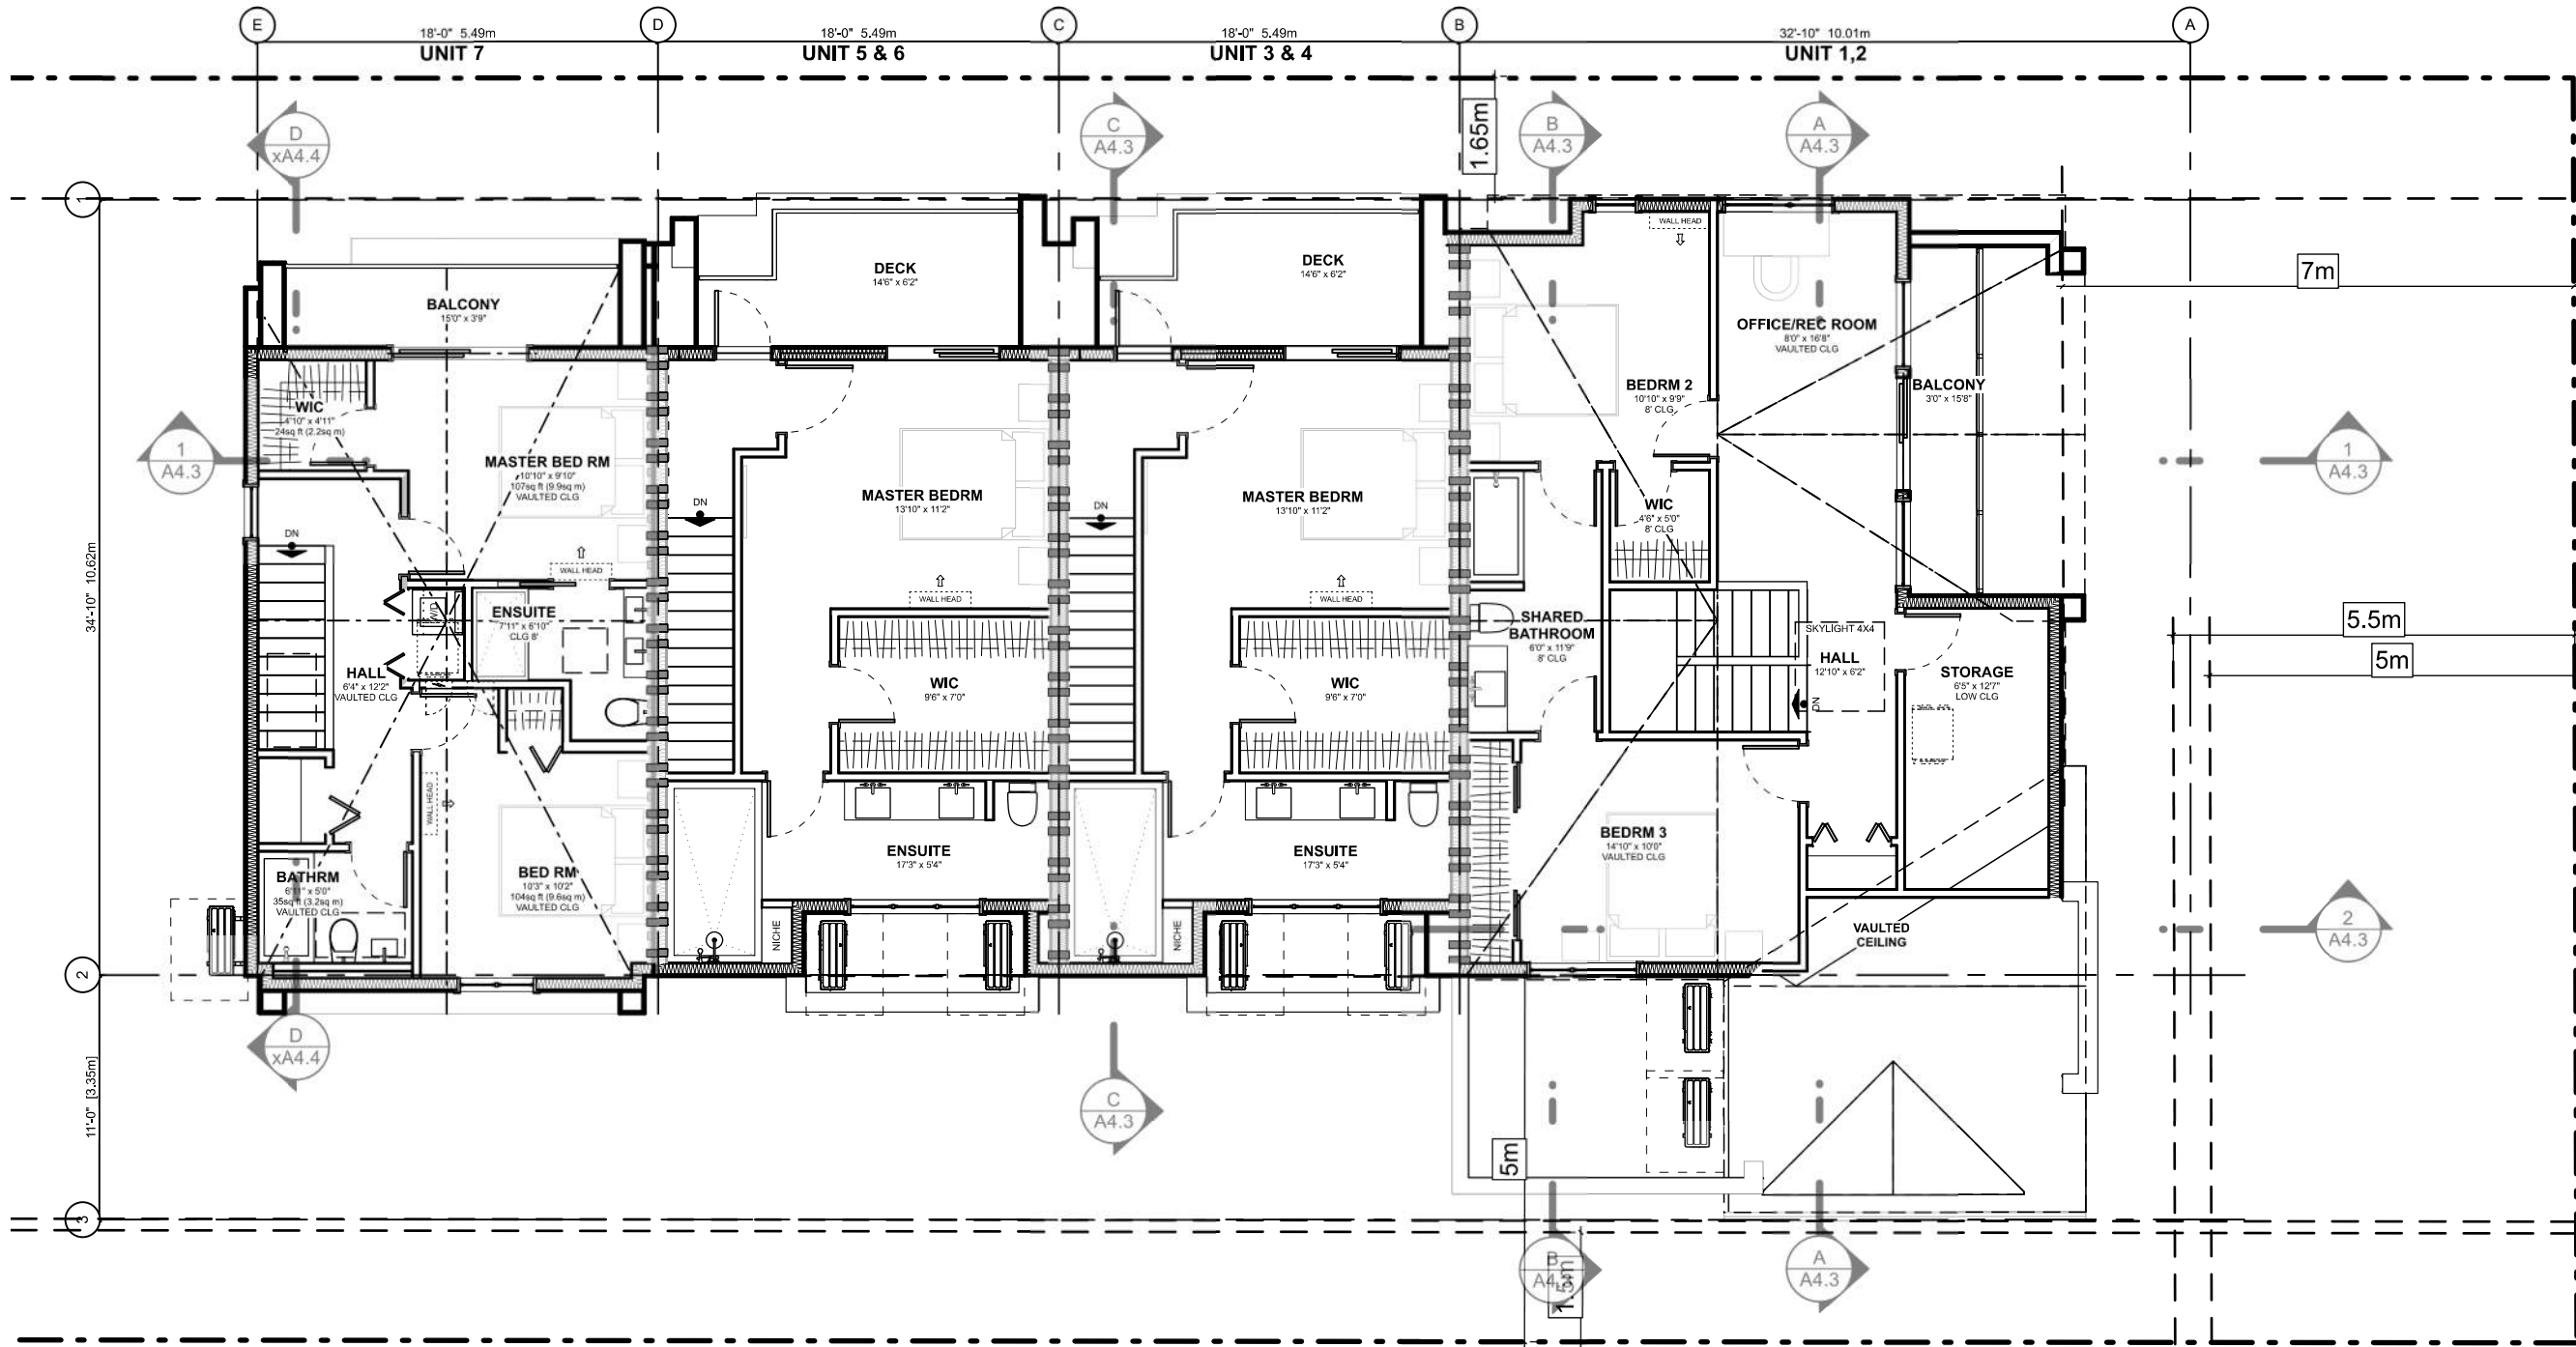 E
D
C
B
A
18'-0" 5.49m
UNIT 7
18'-0" 5.49m
UNIT 5 & 6
18'-0" 5.49m
UNIT 3 & 4
32'-10" 10.01m
UNIT 1,2
D
xA4.4
C
A4.3
1.65m
B
A4.3
A
A4.3
1
BALCONY
15'0" x 3'9"
DECK
14'6" x 6'2"
DECK
14'6" x 6'2"
WALL HEAD
OFFICE/REC ROOM
8'0" x 16'8"
VAULTED CLG
7m
BEDRM 2
10'10" x 9'9"
8' CLG
BALCONY
3'0" x 15'8"
WIC
4'10" x 4'11"
24sq ft (2.2sq m)
1
A4.3
MASTER BED RM
10'10" x 9'10"
107sq ft (9.9sq m)
VAULTED CLG
MASTER BEDRM
13'10" x 11'2"
MASTER BEDRM
13'10" x 11'2"
1
A4.3
WIC
4'6" x 5'0"
8' CLG
DN
DN
DN
34'-10" 10.62m
WALL HEAD
WALL HEAD
WALL HEAD
W/D
ENSUITE
7'11" x 6'10"
CLG 8'
SHARED
BATHROOM
6'0" x 11'9"
8' CLG
SKYLIGHT 4X4
HALL
12'10" x 6'2"
DN
5.5m
5m
HALL
6'4" x 12'2"
VAULTED CLG
WIC
9'6" x 7'0"
WIC
9'6" x 7'0"
STORAGE
6'5" x 12'7"
LOW CLG
WALL HEAD
BEDRM 3
14'10" x 10'0"
VAULTED CLG
ENSUITE
17'3" x 5'4"
ENSUITE
17'3" x 5'4"
BATHRM
6'11" x 5'0"
35sq ft (3.2sq m)
VAULTED CLG
BED RM
10'3" x 10'2"
104sq ft (9.6sq m)
VAULTED CLG
NICHE
NICHE
VAULTED
CEILING
2
A4.3
2
D
xA4.4
11'-0" [3.35m]
C
A4.3
5m
3
B
A4.3
1.5m
A
A4.3